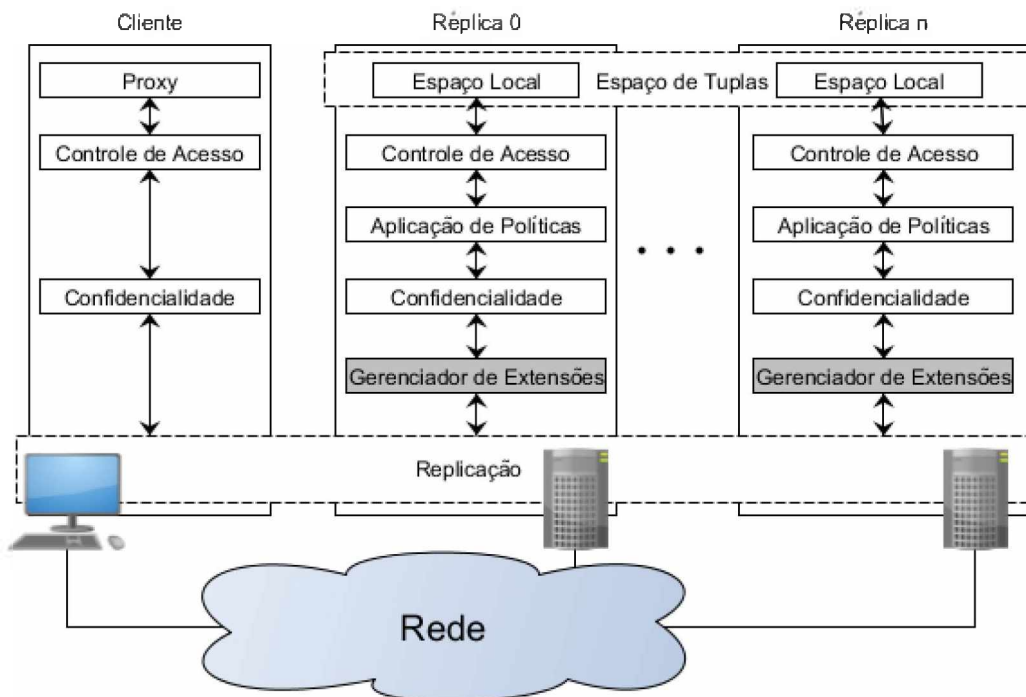 Cliente
Réplica 0
Réplica n
Proxy
Espaço Local
Espaço de Tuplas
Espaço Local
Controle de Acesso
Controle de Acesso
Controle de Acesso
Aplicação de Políticas
Aplicação de Políticas
Confidencialidade
Confidencialidade
Confidencialidade
Gerenciador de Extensões
Gerenciador de Extensões
Replicação
Rede